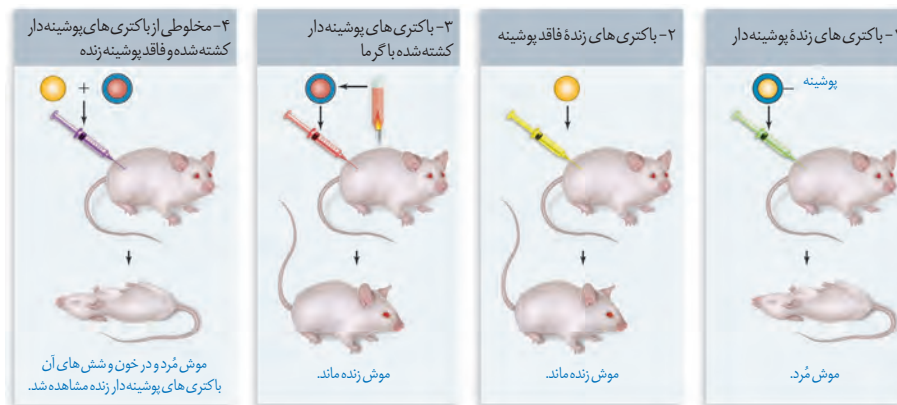 ۱- باکتری‌های زندهٔ پوشینه‌دار
پوشینه
موش مُرد.
۲- باکتری‌های زندهٔ فاقد پوشینه
موش زنده ماند.
۳- باکتری‌های پوشینه‌دار
کشته‌شده با گرما
موش زنده ماند.
۴- مخلوطی از باکتری‌های پوشینه‌دار
کشته‌شده و فاقد پوشینه زنده
موش مُرد و در خون و شش‌های آن
باکتری‌های پوشینه‌دار زنده مشاهده شد.